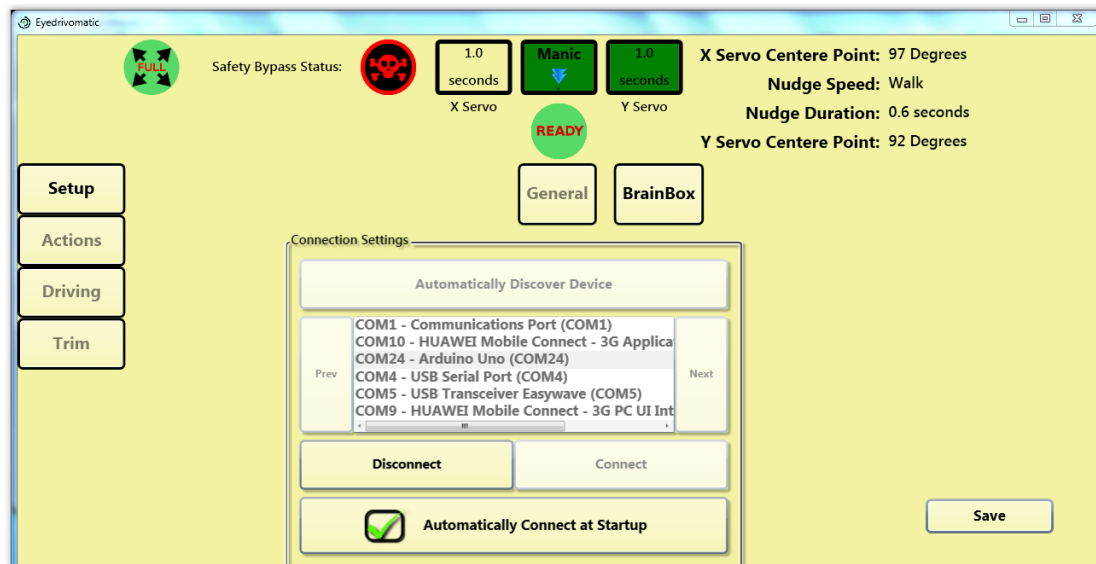 Eyedrivomatic
FULL
Safety Bypass Status:
1.0
seconds
X Servo
Manic
1.0
seconds
Y Servo
READY
X Servo Centere Point: 97 Degrees
Nudge Speed: Walk
Nudge Duration: 0.6 seconds
Y Servo Centere Point: 92 Degrees
Setup
Actions
Driving
Trim
General
BrainBox
Connection Settings
Automatically Discover Device
Prev
COM1 - Communications Port (COM1)
COM10 - HUAWEI Mobile Connect - 3G Applica
COM24 - Arduino Uno (COM24)
COM4 - USB Serial Port (COM4)
COM5 - USB Transceiver Easywave (COM5)
COM9 - HUAWEI Mobile Connect - 3G PC UI Int
Next
Disconnect
Connect
Automatically Connect at Startup
Save